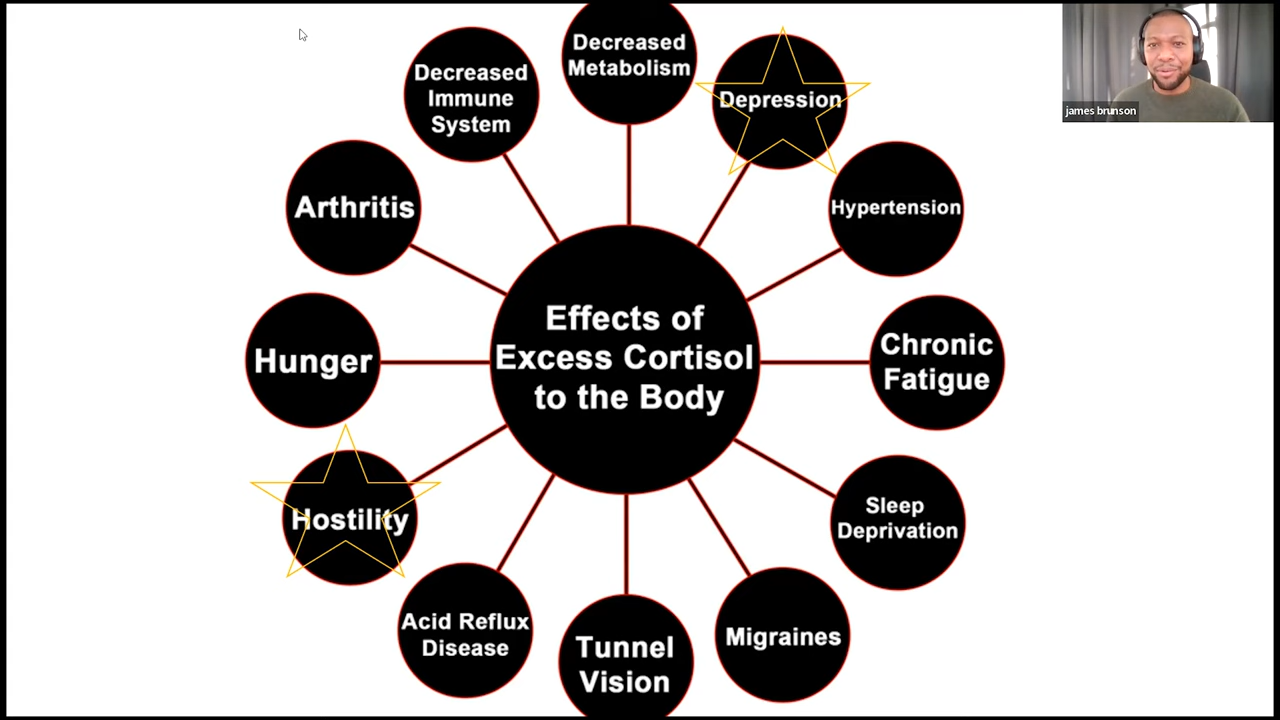 Decreased
Metabolism
Depression
Hypertension
Chronic
Fatigue
Sleep
Deprivation
Migraines
Tunnel
Vision
Acid Reflux
Disease
Hostility
Hunger
Arthritis
Decreased
Immune
System
Effects of
Excess Cortisol
to the Body
james brunson